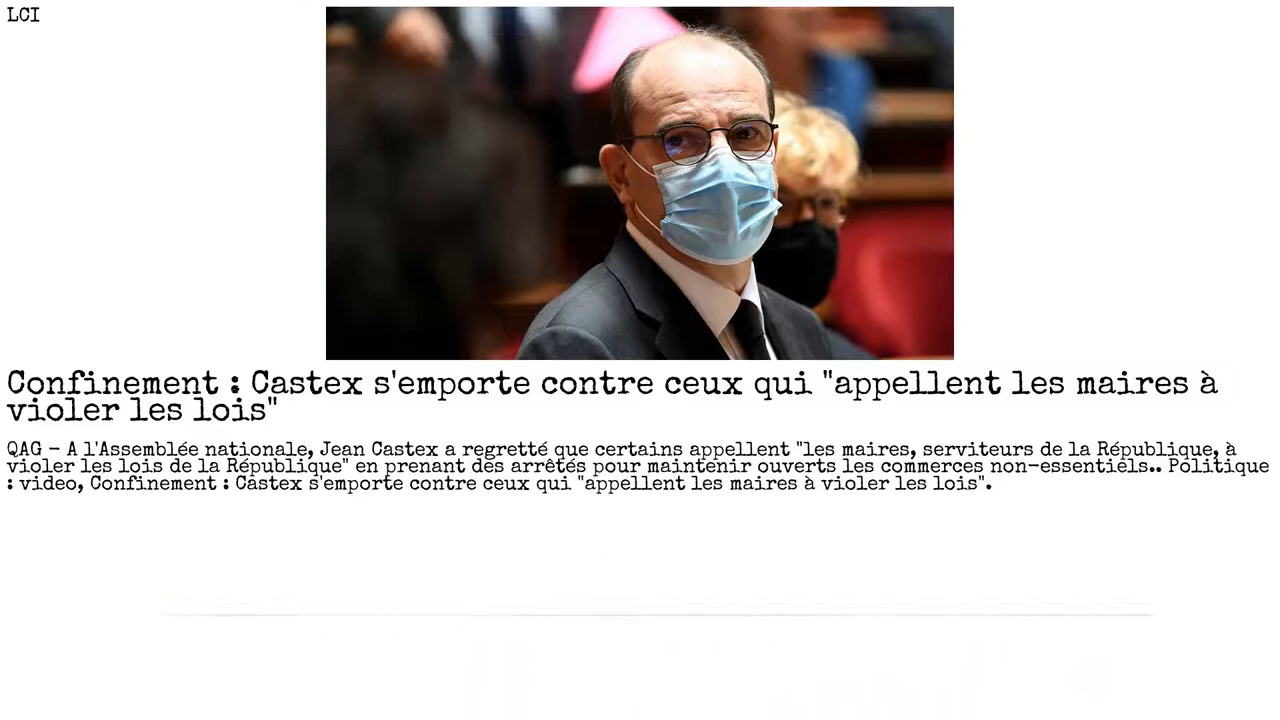 LCI
Confinement : Castex s'emporte contre ceux qui "appellent les maires à
violer les lois"
QAG - A l'Assemblée nationale, Jean Castex a regretté que certains appellent "les maires, serviteurs de la République, à
violer les lois de la République" en prenant des arrêtés pour maintenir ouverts les commerces non-essentiels.. Politique
: video, Confinement : Castex s'emporte contre ceux qui "appellent les maires à violer les lois".